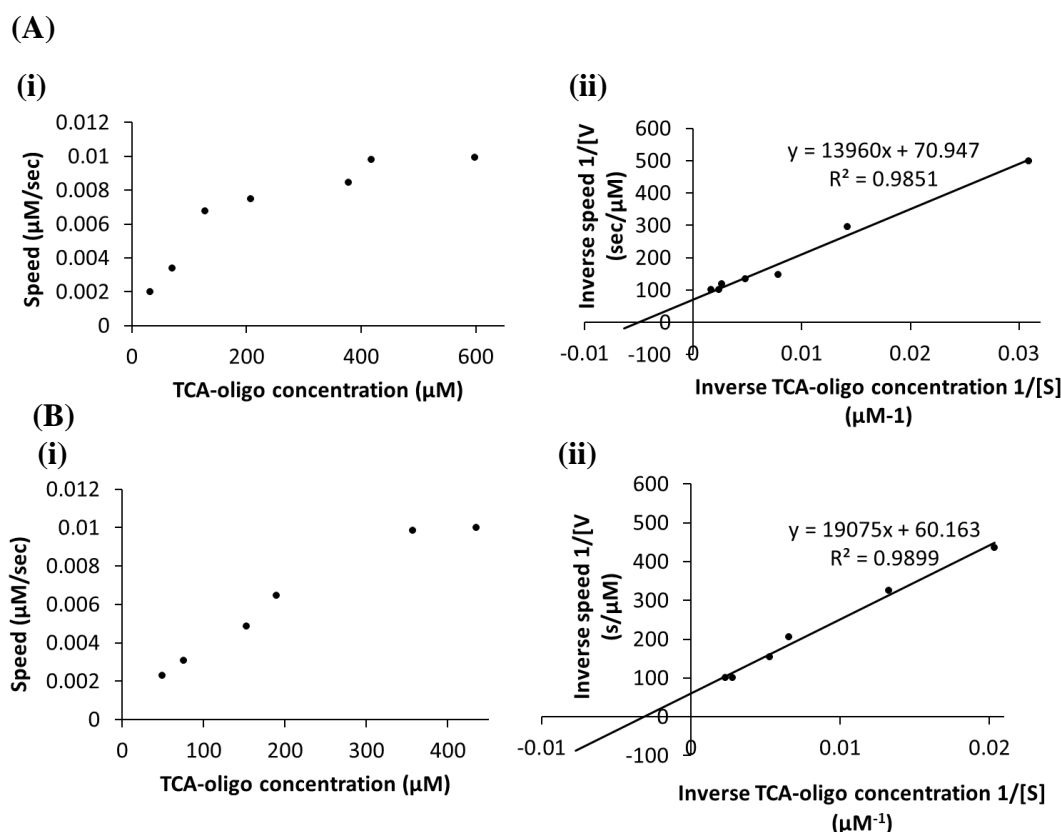 (A)
(i)
Speed (μM/sec)
0.012
0.01
0.008
0.006
0.004
0.002
0
0 200 400 600
TCA-oligo concentration (μM)
(ii)
Inverse speed 1/[V
(sec/μM)
600
500
400
300
200
100
0
-100
y = 13960x + 70.947
R² = 0.9851
-0.01 0 0.01 0.02 0.03
Inverse TCA-oligo concentration 1/[S]
(μM-1)
(B)
(i)
Speed (μM/sec)
0.012
0.01
0.008
0.006
0.004
0.002
0
0 100 200 300 400
TCA-oligo concentration (μM)
(ii)
Inverse speed 1/[V
(s/μM)
600
500
400
300
200
100
0
-100
y = 19075x + 60.163
R² = 0.9899
-0.01 0 0.01 0.02
Inverse TCA-oligo concentration 1/[S]
(μM⁻¹)